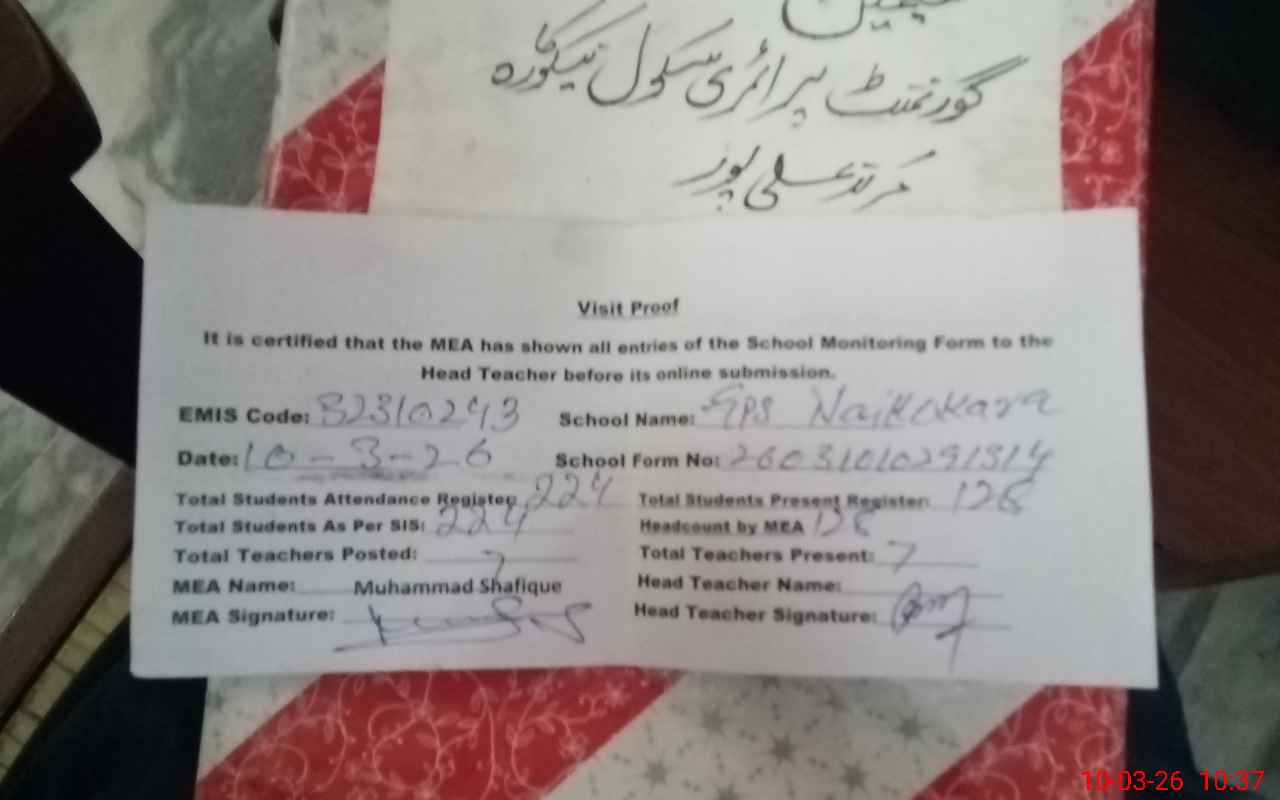 گورنمنٹ پرائمری سکول نیکوکارہ
مرکز علی پور
Visit Proof
It is certified that the MEA has shown all entries of the School Monitoring Form to the
Head Teacher before its online submission.
EMIS Code: 32310243 School Name: GPS Naikokara
Date: 10-3-26 School Form No: 26031010291314
Total Students Attendance Register 224 Total Students Present Register: 128
Total Students As Per SIS: 224 Headcount by MEA 128
Total Teachers Posted: 7 Total Teachers Present: 7
MEA Name: Muhammad Shafique Head Teacher Name:
MEA Signature: Head Teacher Signature:
10-03-26 10:37